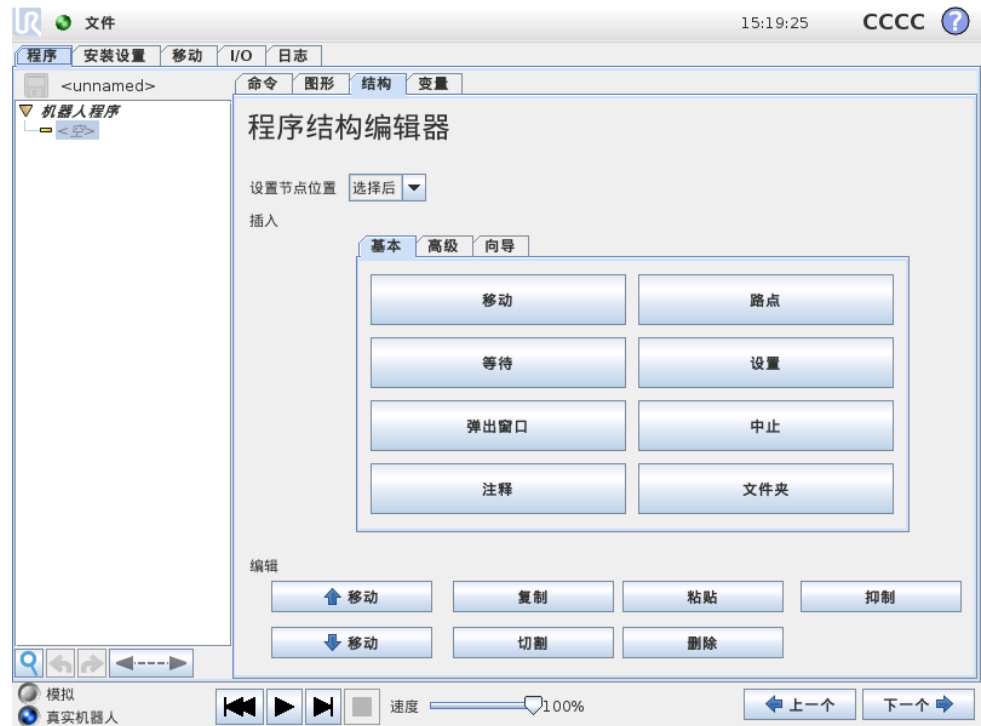 UR 文件 15:19:25 CCCC ?
程序 安装设置 移动 I/O 日志
<unnamed> 命令 图形 结构 变量
机器人程序
<空>
程序结构编辑器
设置节点位置 选择后
插入
基本 高级 向导
移动 路点
等待 设置
弹出窗口 中止
注释 文件夹
编辑
移动 复制 粘贴 抑制
移动 切割 删除
模拟
真实机器人
速度 100% 上一个 下一个